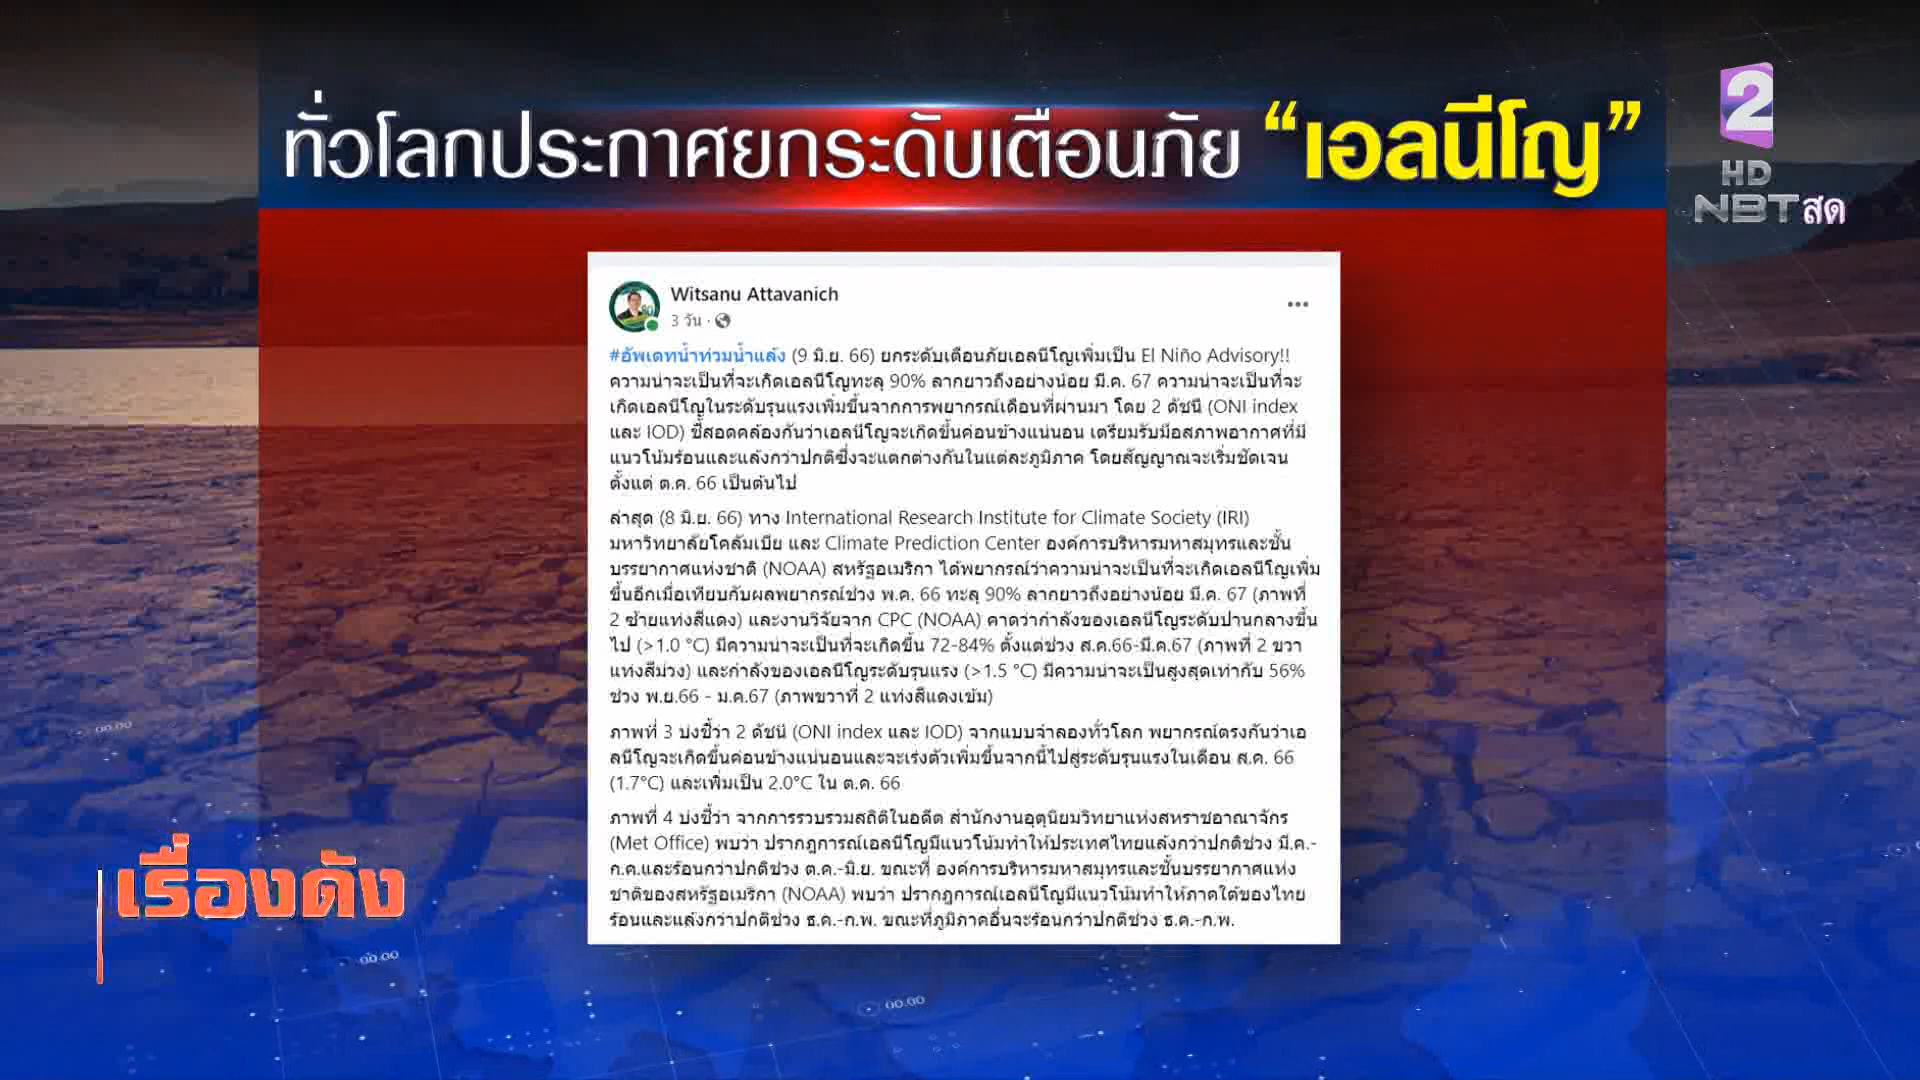 ทั่วโลกประกาศยกระดับเตือนภัย “เอลนีโญ”
2
HD
NBT สด
Witsanu Attavanich
3 วัน ·
#อัพเดทน้ำท่วมน้ำแล้ง (9 มิ.ย. 66) ยกระดับเตือนภัยเอลนีโญเพิ่มเป็น El Niño Advisory!!
ความน่าจะเป็นที่จะเกิดเอลนีโญทะลุ 90% ลากยาวถึงอย่างน้อย มี.ค. 67 ความน่าจะเป็นที่จะ
เกิดเอลนีโญในระดับรุนแรงเพิ่มขึ้นจากการพยากรณ์เดือนที่ผ่านมา โดย 2 ดัชนี (ONI index
และ IOD) ชี้สอดคล้องกันว่าเอลนีโญจะเกิดขึ้นค่อนข้างแน่นอน เตรียมรับมือสภาพอากาศที่มี
แนวโน้มร้อนและแล้งกว่าปกติซึ่งจะแตกต่างกันในแต่ละภูมิภาค โดยสัญญาณจะเริ่มชัดเจน
ตั้งแต่ ต.ค. 66 เป็นต้นไป
ล่าสุด (8 มิ.ย. 66) ทาง International Research Institute for Climate Society (IRI)
มหาวิทยาลัยโคลัมเบีย และ Climate Prediction Center องค์การบริหารมหาสมุทรและชั้น
บรรยากาศแห่งชาติ (NOAA) สหรัฐอเมริกา ได้พยากรณ์ว่าความน่าจะเป็นที่จะเกิดเอลนีโญเพิ่ม
ขึ้นอีกเมื่อเทียบกับผลพยากรณ์ช่วง พ.ค. 66 ทะลุ 90% ลากยาวถึงอย่างน้อย มี.ค. 67 (ภาพที่
2 ซ้ายแท่งสีแดง) และงานวิจัยจาก CPC (NOAA) คาดว่ากำลังของเอลนีโญระดับปานกลางขึ้น
ไป (>1.0 °C) มีความน่าจะเป็นที่จะเกิดขึ้น 72-84% ตั้งแต่ช่วง ส.ค.66-มี.ค.67 (ภาพที่ 2 ขวา
แท่งสีม่วง) และกำลังของเอลนีโญระดับรุนแรง (>1.5 °C) มีความน่าจะเป็นสูงสุดเท่ากับ 56%
ช่วง พ.ย.66 - ม.ค.67 (ภาพขวาที่ 2 แท่งสีแดงเข้ม)
ภาพที่ 3 บ่งชี้ว่า 2 ดัชนี (ONI index และ IOD) จากแบบจำลองทั่วโลก พยากรณ์ตรงกันว่าเอ
ลนีโญจะเกิดขึ้นค่อนข้างแน่นอนและจะเร่งตัวเพิ่มขึ้นจากนี้ไปสู่ระดับรุนแรงในเดือน ส.ค. 66
(1.7°C) และเพิ่มเป็น 2.0°C ใน ต.ค. 66
ภาพที่ 4 บ่งชี้ว่า จากการรวบรวมสถิติในอดีต สำนักงานอุตุนิยมวิทยาแห่งสหราชอาณาจักร
(Met Office) พบว่า ปรากฏการณ์เอลนีโญมีแนวโน้มทำให้ประเทศไทยแล้งกว่าปกติช่วง มี.ค.-
ก.ค.และร้อนกว่าปกติช่วง ต.ค.-มิ.ย. ขณะที่ องค์การบริหารมหาสมุทรและชั้นบรรยากาศแห่ง
ชาติของสหรัฐอเมริกา (NOAA) พบว่า ปรากฏการณ์เอลนีโญมีแนวโน้มทำให้ภาคใต้ของไทย
ร้อนและแล้งกว่าปกติช่วง ธ.ค.-ก.พ. ขณะที่ภูมิภาคอื่นจะร้อนกว่าปกติช่วง ธ.ค.-ก.พ.
เรื่องดัง
00.00
00.00
00.00